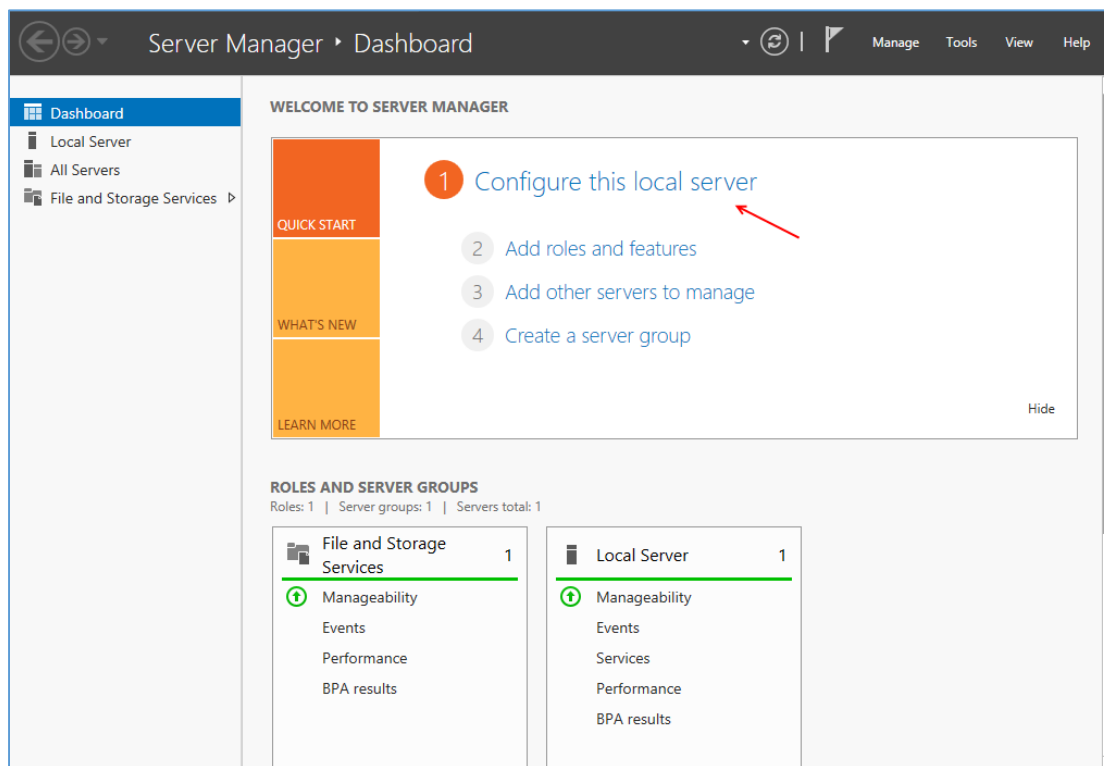 Server Manager ‣ Dashboard
Manage Tools View Help
Dashboard
Local Server
All Servers
File and Storage Services
WELCOME TO SERVER MANAGER
QUICK START
WHAT'S NEW
LEARN MORE
1 Configure this local server
2 Add roles and features
3 Add other servers to manage
4 Create a server group
Hide
ROLES AND SERVER GROUPS
Roles: 1 | Server groups: 1 | Servers total: 1
File and Storage
Services 1
Manageability
Events
Performance
BPA results
Local Server 1
Manageability
Events
Services
Performance
BPA results